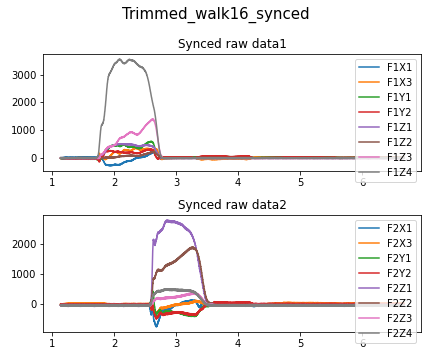 Trimmed_walk16_synced
Synced raw data1
3000
2000
1000
0
1 2 3 4 5 6
F1X1
F1X3
F1Y1
F1Y2
F1Z1
F1Z2
F1Z3
F1Z4
Synced raw data2
2000
1000
0
1 2 3 4 5 6
F2X1
F2X3
F2Y1
F2Y2
F2Z1
F2Z2
F2Z3
F2Z4